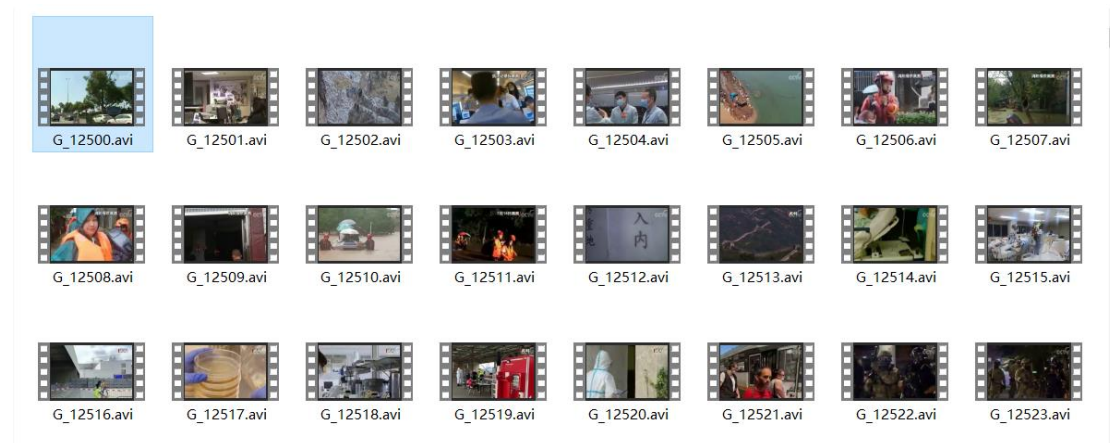 G_12500.avi G_12501.avi G_12502.avi G_12503.avi G_12504.avi G_12505.avi G_12506.avi G_12507.avi
入
内
G_12508.avi G_12509.avi G_12510.avi G_12511.avi G_12512.avi G_12513.avi G_12514.avi G_12515.avi
G_12516.avi G_12517.avi G_12518.avi G_12519.avi G_12520.avi G_12521.avi G_12522.avi G_12523.avi